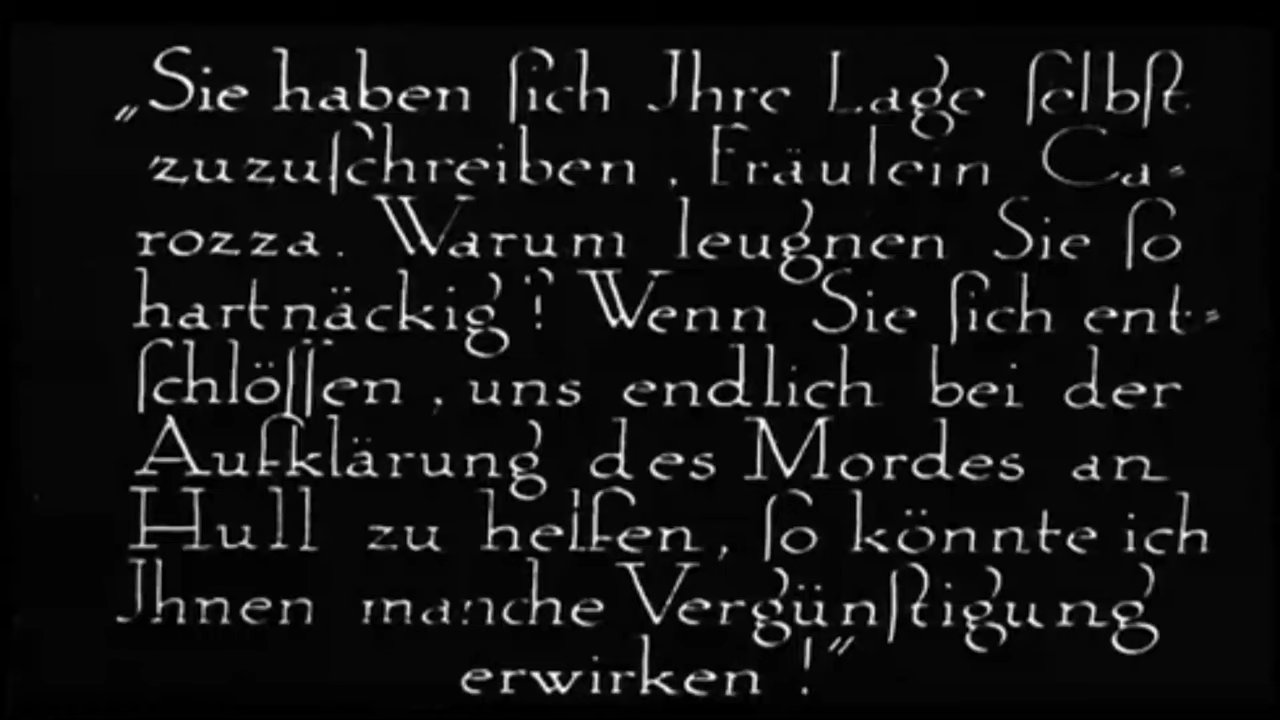 „Sie haben ſich Ihre Lage ſelbſt
zuzuſchreiben, Fräulein Ca-
rozza. Warum leugnen Sie ſo
hartnäckig? Wenn Sie ſich ent-
ſchlöſſen, uns endlich bei der
Aufklärung des Mordes an
Hull zu helfen, ſo könnte ich
Ihnen manche Vergünſtigung
erwirken!"